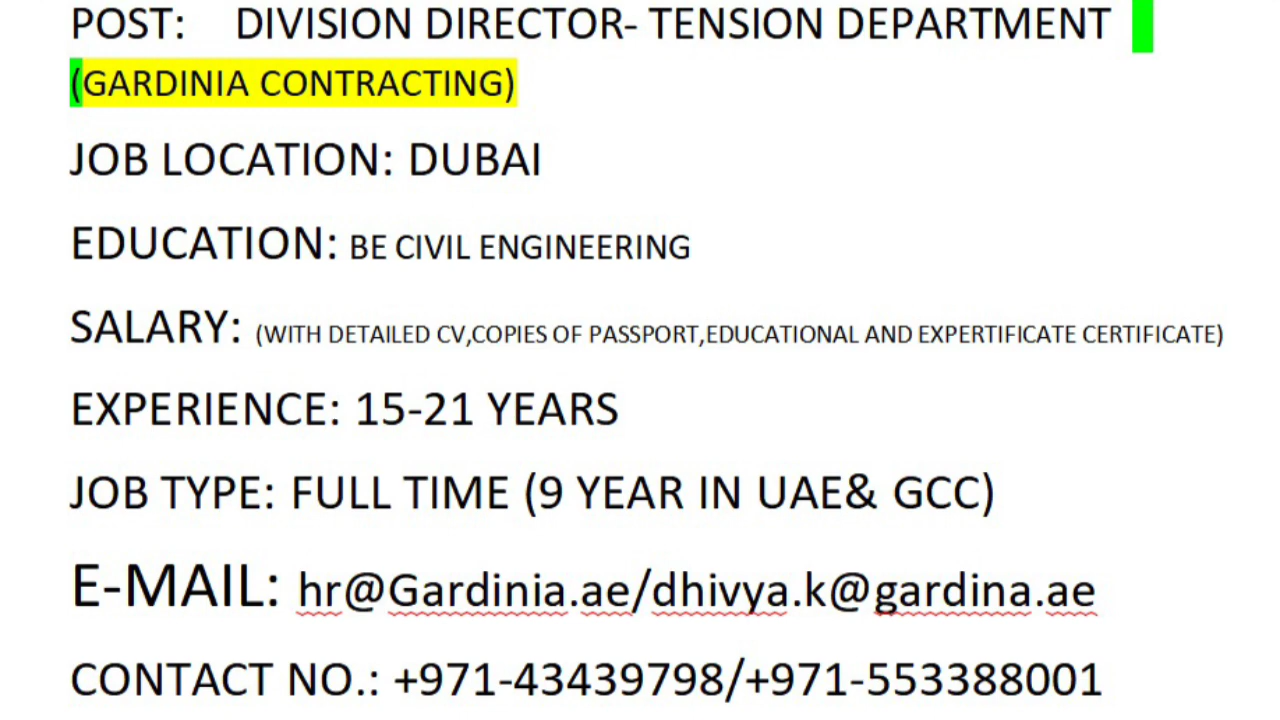 POST: DIVISION DIRECTOR- TENSION DEPARTMENT
(GARDINIA CONTRACTING)
JOB LOCATION: DUBAI
EDUCATION: BE CIVIL ENGINEERING
SALARY: (WITH DETAILED CV,COPIES OF PASSPORT,EDUCATIONAL AND EXPERTIFICATE CERTIFICATE)
EXPERIENCE: 15-21 YEARS
JOB TYPE: FULL TIME (9 YEAR IN UAE& GCC)
E-MAIL: hr@Gardinia.ae/dhivya.k@gardina.ae
CONTACT NO.: +971-43439798/+971-553388001